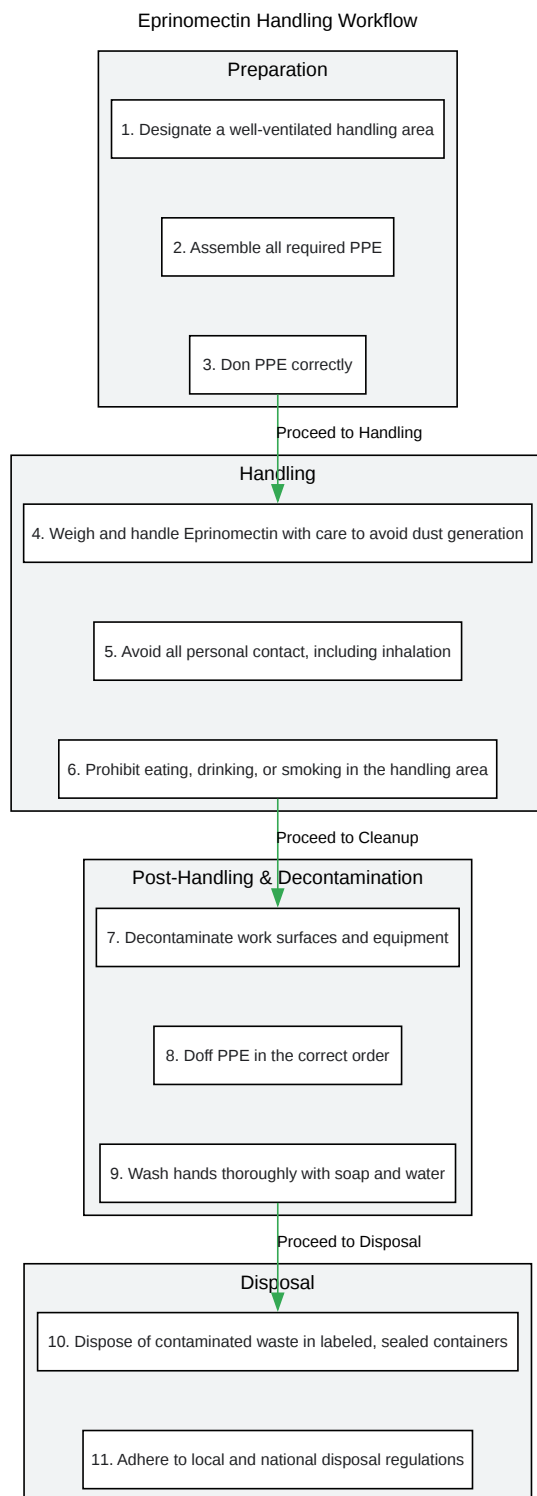 Eprinomectin Handling Workflow
Preparation
1. Designate a well-ventilated handling area
2. Assemble all required PPE
3. Don PPE correctly
Proceed to Handling
Handling
4. Weigh and handle Eprinomectin with care to avoid dust generation
5. Avoid all personal contact, including inhalation
6. Prohibit eating, drinking, or smoking in the handling area
Proceed to Cleanup
Post-Handling & Decontamination
7. Decontaminate work surfaces and equipment
8. Doff PPE in the correct order
9. Wash hands thoroughly with soap and water
Proceed to Disposal
Disposal
10. Dispose of contaminated waste in labeled, sealed containers
11. Adhere to local and national disposal regulations